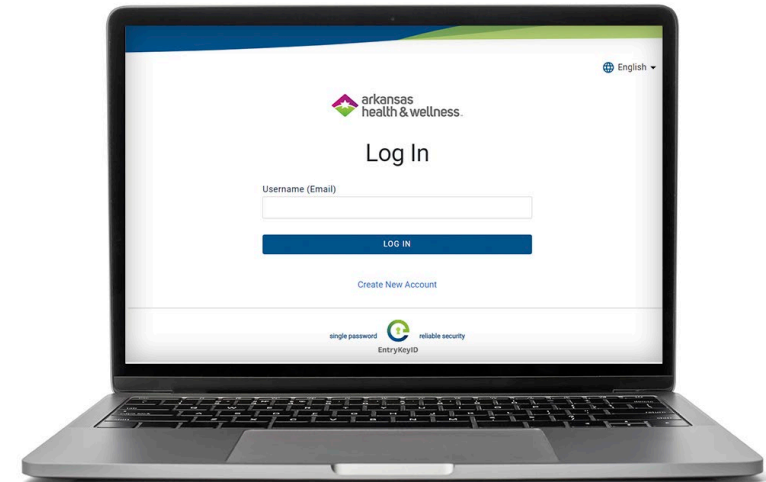 English
arkansas
health & wellness
Log In
Username (Email)
LOG IN
Create New Account
single password
reliable security
EntryKeyID